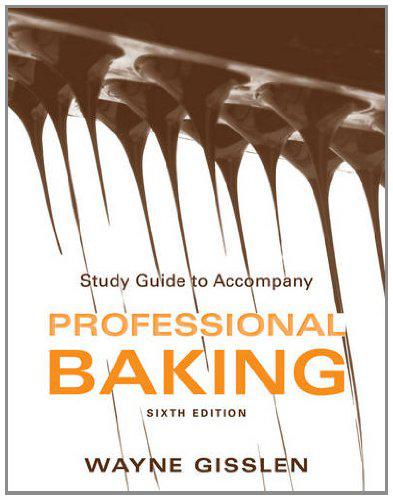 Study Guide to Accompany
PROFESSIONAL
BAKING
SIXTH EDITION
WAYNE GISSLEN